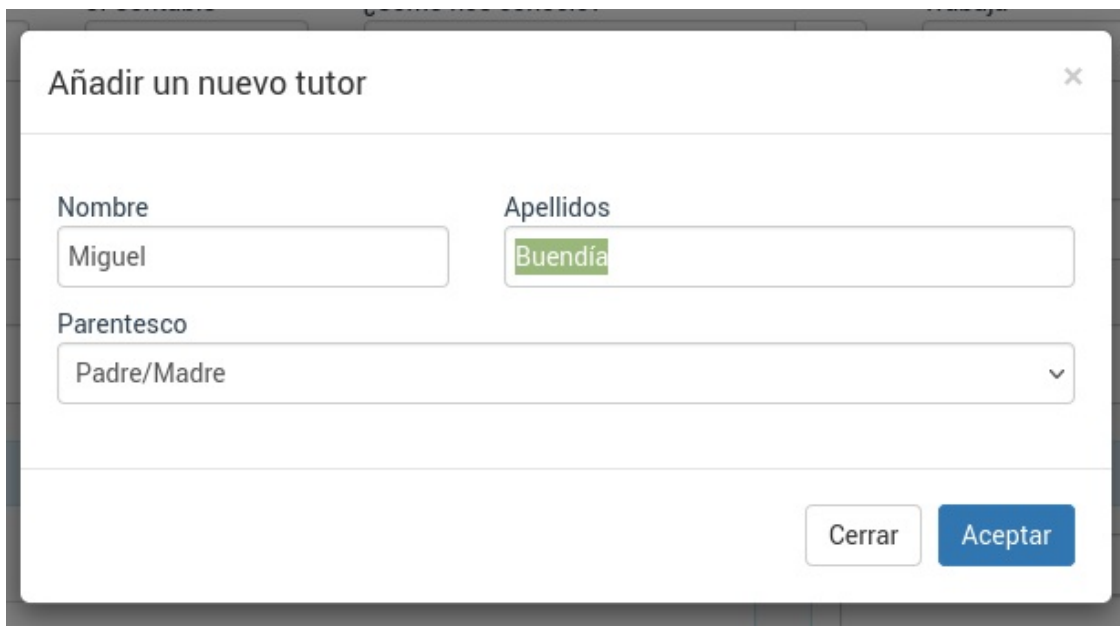 Añadir un nuevo tutor ×
Nombre Apellidos
Miguel Buendía
Parentesco
Padre/Madre
Cerrar Aceptar